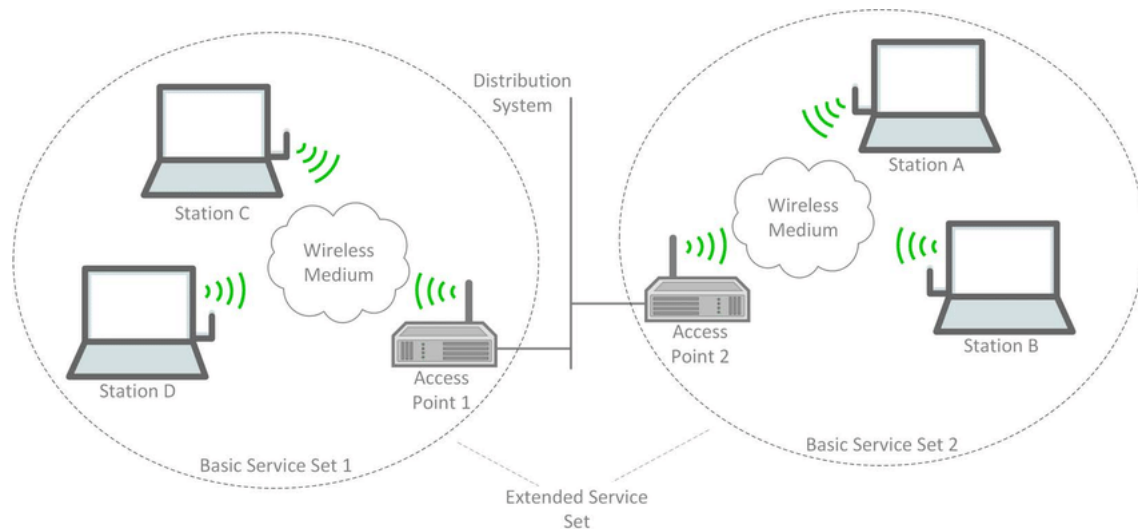 Distribution
System
Station C
Wireless
Medium
Station D
Access
Point 1
Basic Service Set 1
Station A
Wireless
Medium
Access
Point 2
Station B
Basic Service Set 2
Extended Service
Set